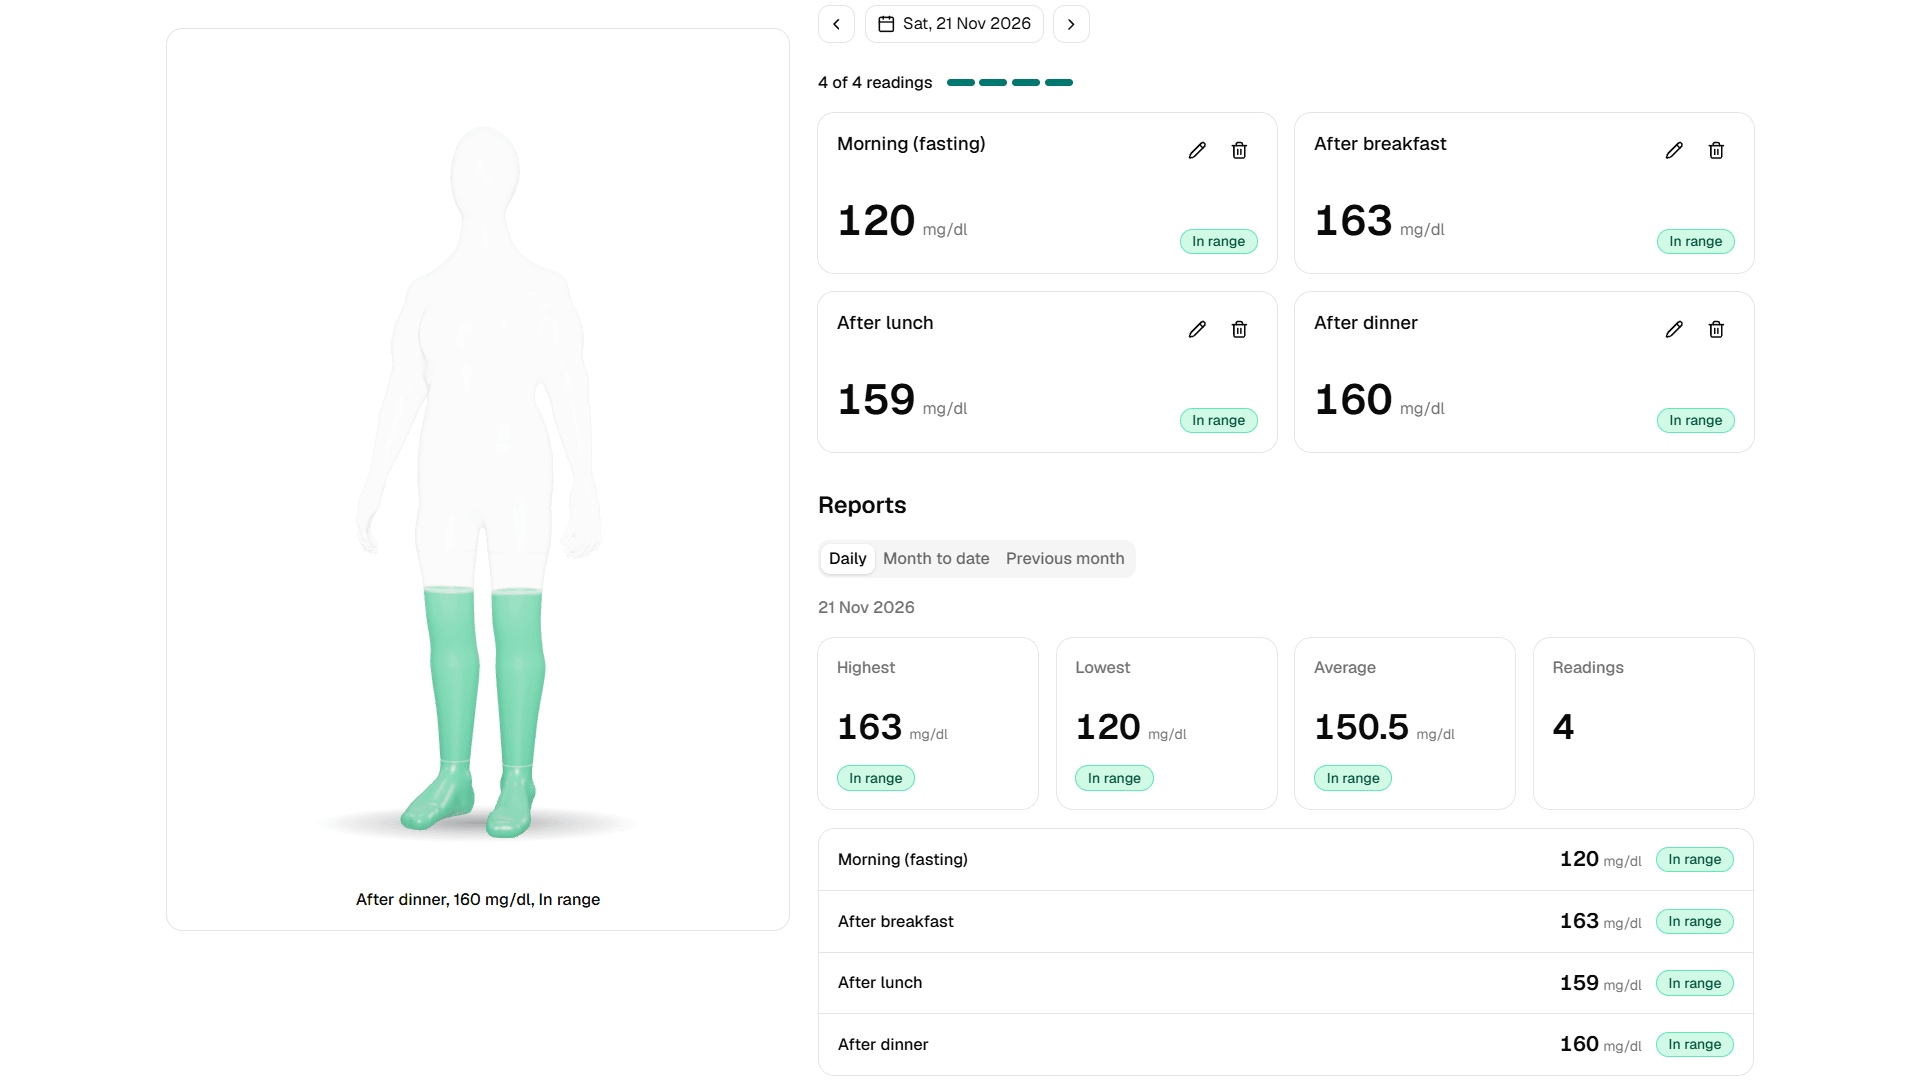 Sat, 21 Nov 2026
4 of 4 readings
Morning (fasting)
120 mg/dl
In range
After breakfast
163 mg/dl
In range
After lunch
159 mg/dl
In range
After dinner
160 mg/dl
In range
After dinner, 160 mg/dl, In range
Reports
Daily Month to date Previous month
21 Nov 2026
Highest
163 mg/dl
In range
Lowest
120 mg/dl
In range
Average
150.5 mg/dl
In range
Readings
4
Morning (fasting) 120 mg/dl In range
After breakfast 163 mg/dl In range
After lunch 159 mg/dl In range
After dinner 160 mg/dl In range